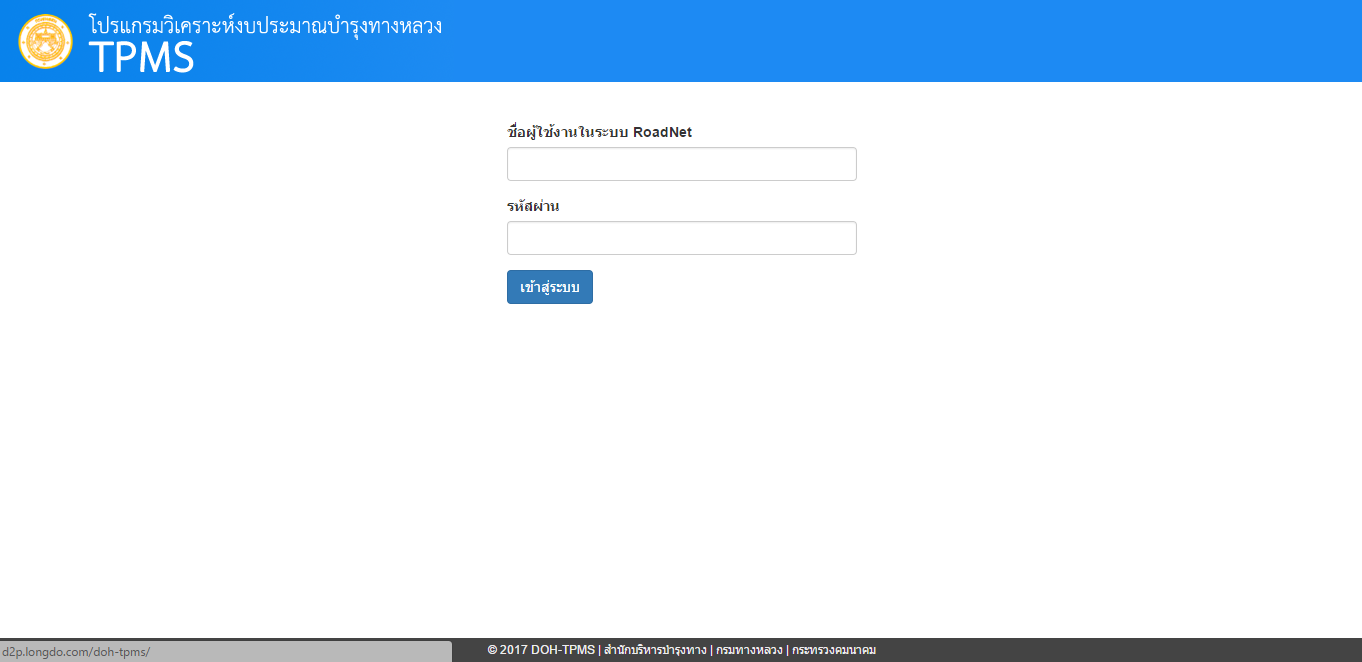 โปรแกรมวิเคราะห์งบประมาณบำรุงทางหลวง
TPMS
ชื่อผู้ใช้งานในระบบ RoadNet
รหัสผ่าน
เข้าสู่ระบบ
d2p.longdo.com/doh-tpms/
© 2017 DOH-TPMS | สำนักบริหารบำรุงทาง | กรมทางหลวง | กระทรวงคมนาคม